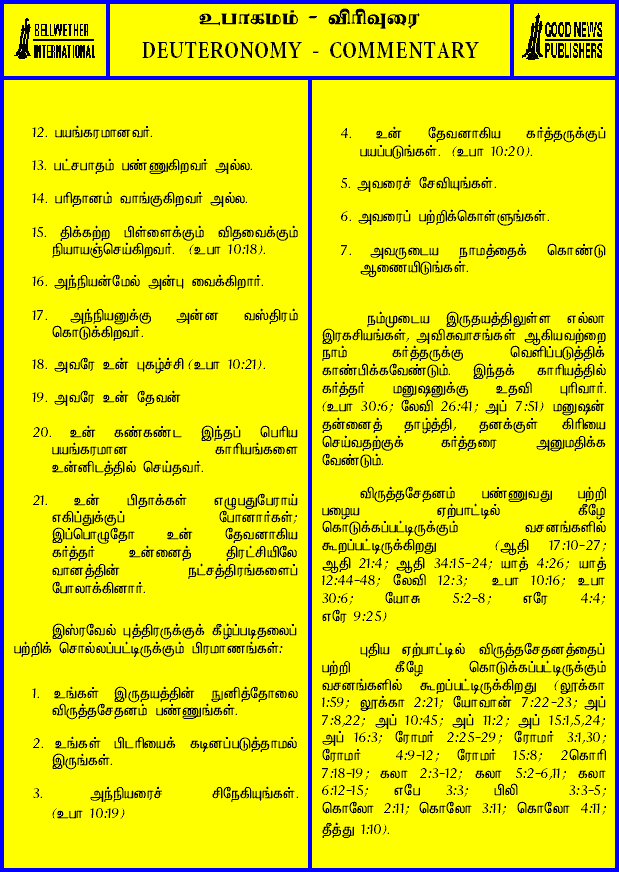 BELLWETHER
INTERNATIONAL
உபாகமம் - விரிவுரை
DEUTERONOMY - COMMENTARY
GOOD NEWS
PUBLISHERS
12. பயங்கரமானவர்.
13. பட்சபாதம் பண்ணுகிறவர் அல்ல.
14. பரிதானம் வாங்குகிறவர் அல்ல.
15. திக்கற்ற பிள்ளைக்கும் விதவைக்கும்
நியாயஞ்செய்கிறவர். (உபா 10:18).
16. அந்நியன்மேல் அன்பு வைக்கிறார்.
17. அந்நியனுக்கு அன்ன வஸ்திரம்
கொடுக்கிறவர்.
18. அவரே உன் புகழ்ச்சி (உபா 10:21).
19. அவரே உன் தேவன்
20. உன் கண்கண்ட இந்தப் பெரிய
பயங்கரமான காரியங்களை
உன்னிடத்தில் செய்தவர்.
21. உன் பிதாக்கள் எழுபதுபேராய்
எகிப்துக்குப் போனார்கள்;
இப்பொழுதோ உன் தேவனாகிய
கர்த்தர் உன்னைத் திரட்சியிலே
வானத்தின் நட்சத்திரங்களைப்
போலாக்கினார்.
இஸ்ரவேல் புத்திரருக்குக் கீழ்ப்படிதலைப்
பற்றிக் சொல்லப்பட்டிருக்கும் பிரமாணங்கள்:
1. உங்கள் இருதயத்தின் நுனித்தோலை
விருத்தசேதனம் பண்ணுங்கள்.
2. உங்கள் பிடரியைக் கடினப்படுத்தாமல்
இருங்கள்.
3. அந்நியரைச் சிநேகியுங்கள்.
(உபா 10:19)
4. உன் தேவனாகிய கர்த்தருக்குப்
பயப்படுங்கள். (உபா 10:20).
5. அவரைச் சேவியுங்கள்.
6. அவரைப் பற்றிக்கொள்ளுங்கள்.
7. அவருடைய நாமத்தைக் கொண்டு
ஆணையிடுங்கள்.
நம்முடைய இருதயத்திலுள்ள எல்லா
இரகசியங்கள், அவிசுவாசங்கள் ஆகியவற்றை
நாம் கர்த்தருக்கு வெளிப்படுத்திக்
காண்பிக்கவேண்டும். இந்தக் காரியத்தில்
கர்த்தர் மனுஷனுக்கு உதவி புரிவார்.
(உபா 30:6; லேவி 26:41; அப் 7:51) மனுஷன்
தன்னைத் தாழ்த்தி, தனக்குள் கிரியை
செய்வதற்குக் கர்த்தரை அனுமதிக்க
வேண்டும்.
விருத்தசேதனம் பண்ணுவது பற்றி
பழைய ஏற்பாட்டில் கீழே
கொடுக்கப்பட்டிருக்கும் வசனங்களில்
கூறப்பட்டிருக்கிறது (ஆதி 17:10-27;
ஆதி 21:4; ஆதி 34:15-24; யாத் 4:26; யாத்
12:44-48; லேவி 12:3; உபா 10:16; உபா
30:6; யோசு 5:2-8; எரே 4:4;
எரே 9:25)
புதிய ஏற்பாட்டில் விருத்தசேதனத்தைப்
பற்றி கீழே கொடுக்கப்பட்டிருக்கும்
வசனங்களில் கூறப்பட்டிருக்கிறது (லூக்கா
1:59; லூக்கா 2:21; யோவான் 7:22-23; அப்
7:8,22; அப் 10:45; அப் 11:2; அப் 15:1,5,24;
அப் 16:3; ரோமர் 2:25-29; ரோமர் 3:1,30;
ரோமர் 4:9-12; ரோமர் 15:8; 2கொரி
7:18-19; கலா 2:3-12; கலா 5:2-6,11; கலா
6:12-15; எபே 3:3; பிலி 3:3-5;
கொலோ 2:11; கொலோ 3:11; கொலோ 4:11;
தீத்து 1:10).